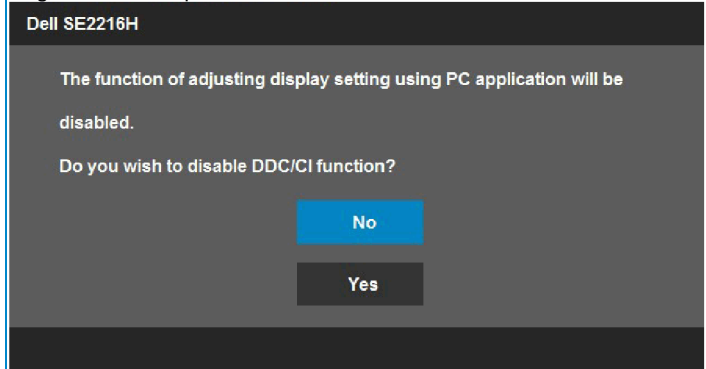 Dell SE2216H
The function of adjusting display setting using PC application will be
disabled.
Do you wish to disable DDC/CI function?
No
Yes